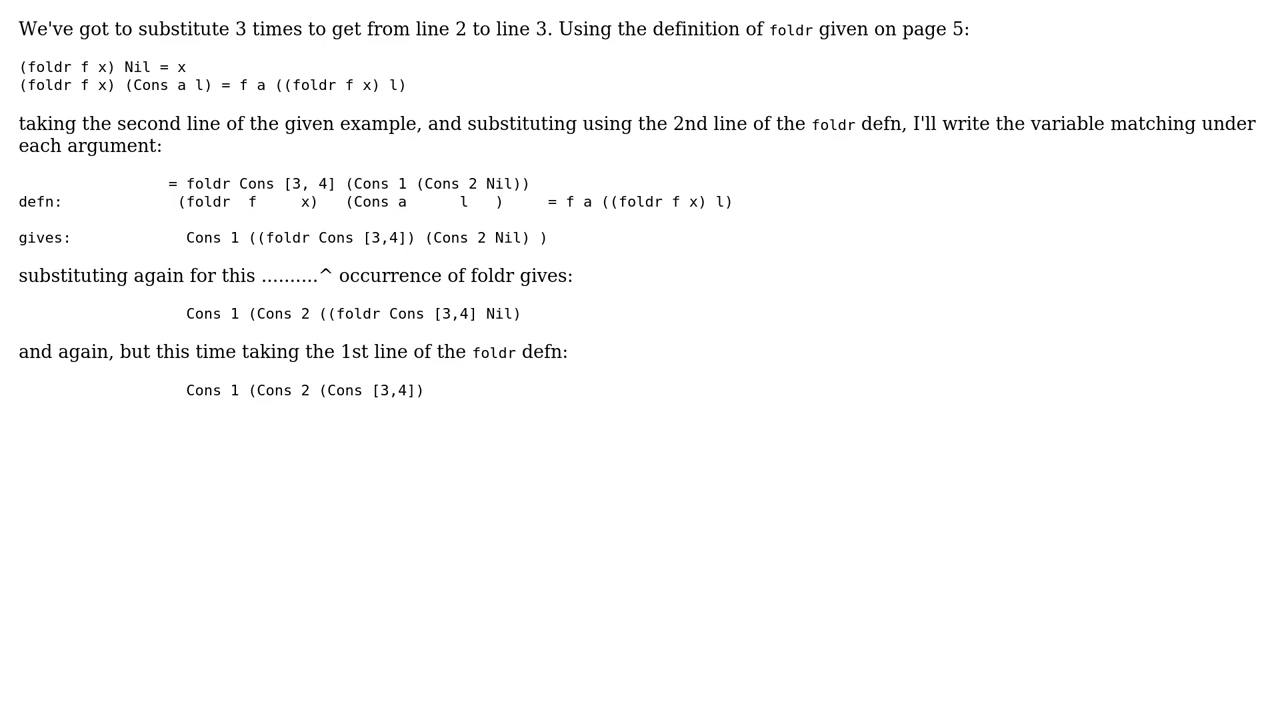 We've got to substitute 3 times to get from line 2 to line 3. Using the definition of foldr given on page 5:
(foldr f x) Nil = x
(foldr f x) (Cons a l) = f a ((foldr f x) l)
taking the second line of the given example, and substituting using the 2nd line of the foldr defn, I'll write the variable matching under
each argument:
= foldr Cons [3, 4] (Cons 1 (Cons 2 Nil))
defn:             (foldr  f     x)   (Cons a      l   )     = f a ((foldr f x) l)
gives:             Cons 1 ((foldr Cons [3,4]) (Cons 2 Nil) )
substituting again for this ..........^ occurrence of foldr gives:
Cons 1 (Cons 2 ((foldr Cons [3,4] Nil)
and again, but this time taking the 1st line of the foldr defn:
Cons 1 (Cons 2 (Cons [3,4])